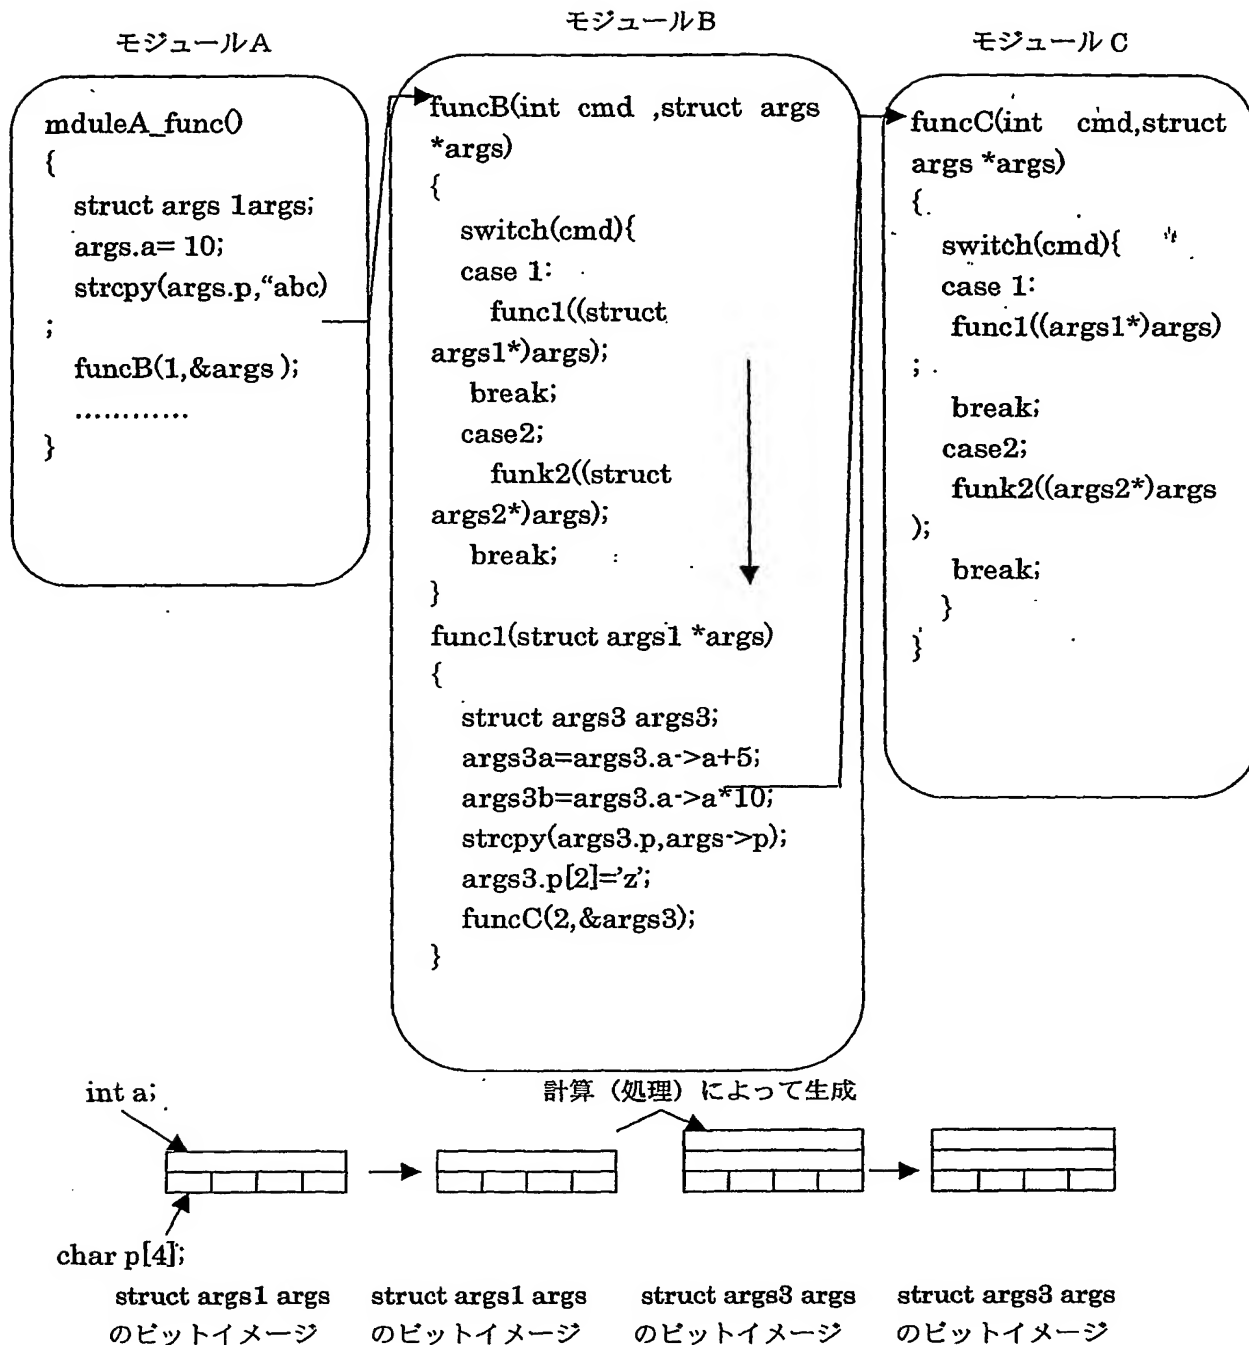 モジュールA
mduleA_func()
{
struct args 1args;
args.a= 10;
strcpy(args.p,“abc)
;
funcB(1,&args );
…………
}
モジュールB
funcB(int cmd ,struct args
*args)
{
switch(cmd){
case 1:
func1((struct
args1*)args);
break;
case2;
funk2((struct
args2*)args);
break;
}
func1(struct args1 *args)
{
struct args3 args3;
args3a=args3.a->a+5;
args3b=args3.a->a*10;
strcpy(args3.p,args->p);
args3.p[2]=’z’;
funcC(2,&args3);
}
モジュール C
funcC(int cmd,struct
args *args)
{
switch(cmd){
case 1:
func1((args1*)args)
;
break;
case2;
funk2((args2*)args
);
break;
}
}
int a;
計算（処理）によって生成
char p[4];
struct args1 args
のビットイメージ
struct args1 args
のビットイメージ
struct args3 args
のビットイメージ
struct args3 args
のビットイメージ